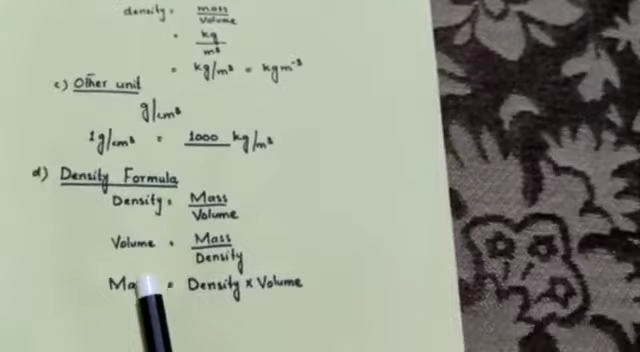 density = mass
Volume
= kg
m³
= kg/m³ = kgm⁻³
c) Other unit
g/cm³
1g/cm³ = 1000 kg/m³
d) Density Formula
Density = Mass
Volume
Volume = Mass
Density
= Density × Volume